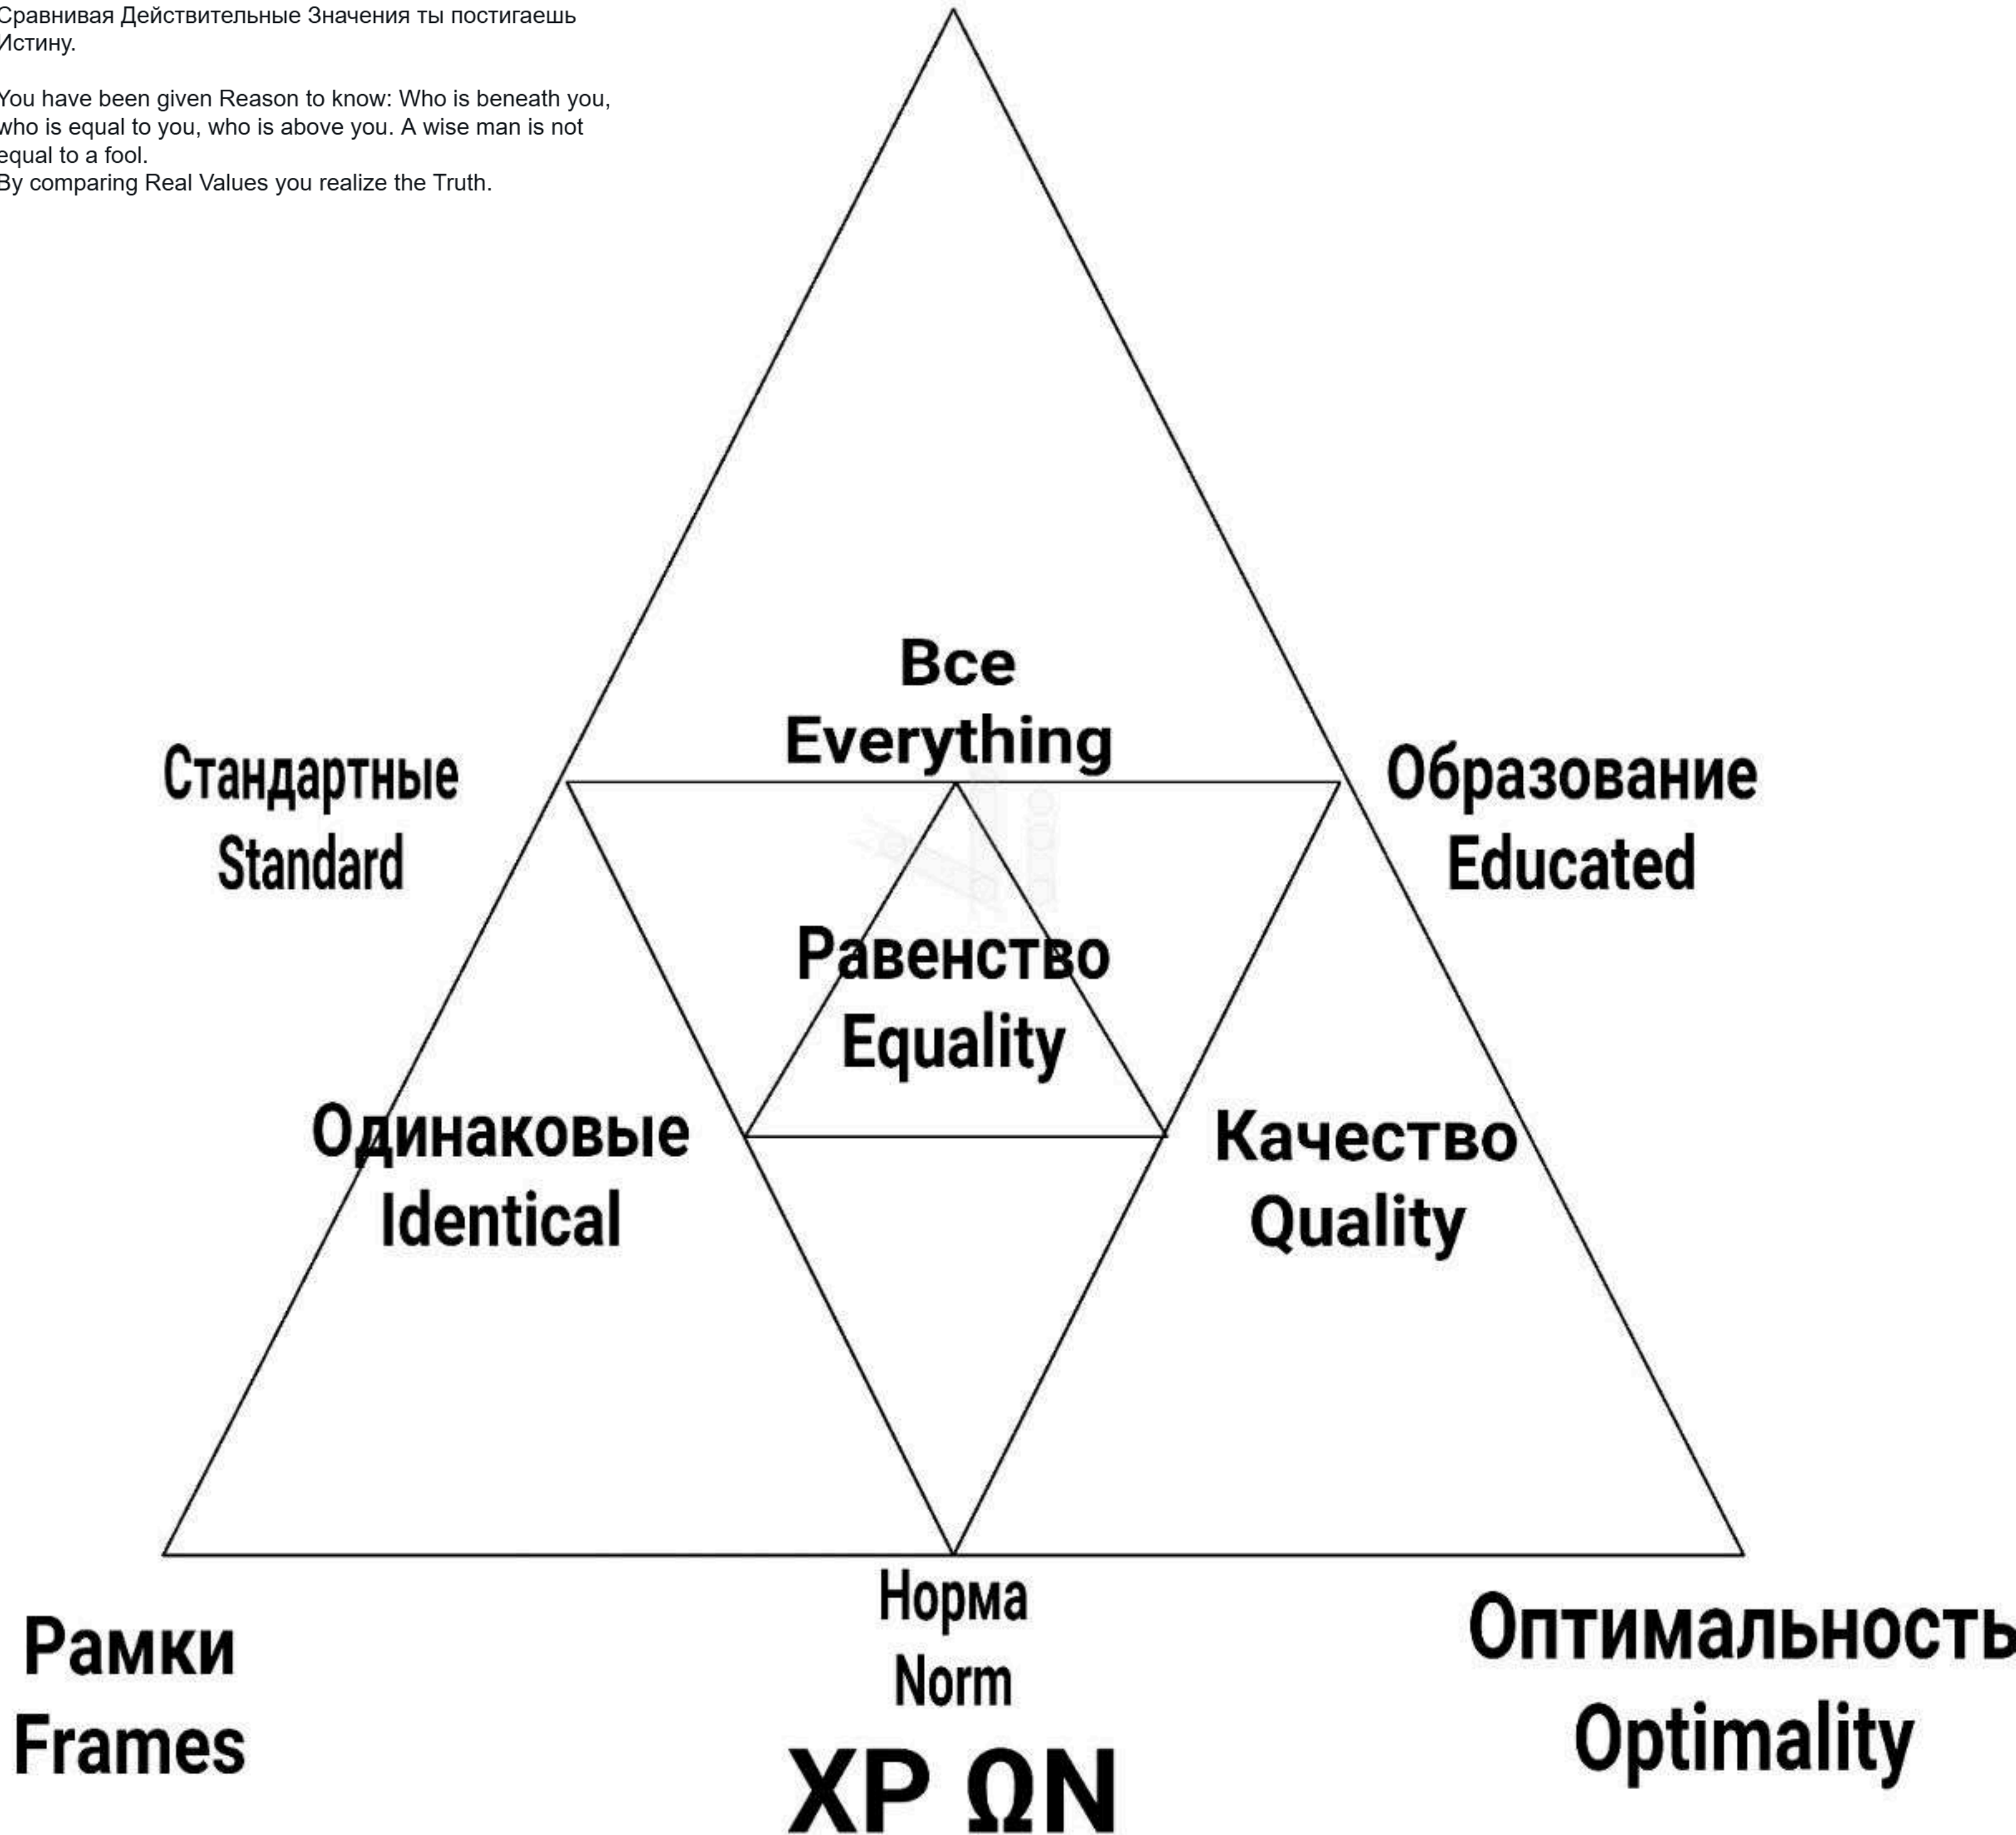 Сравнивая Действительные Значения ты постигаешь
Истину.
You have been given Reason to know: Who is beneath you,
who is equal to you, who is above you. A wise man is not
equal to a fool.
By comparing Real Values you realize the Truth.
Все
Everything
Стандартные
Standard
Образование
Educated
Равенство
Equality
Одинаковые
Identical
Качество
Quality
Рамки
Frames
Норма
Norm
Оптимальность
Optimality
ΧΡ ΩΝ